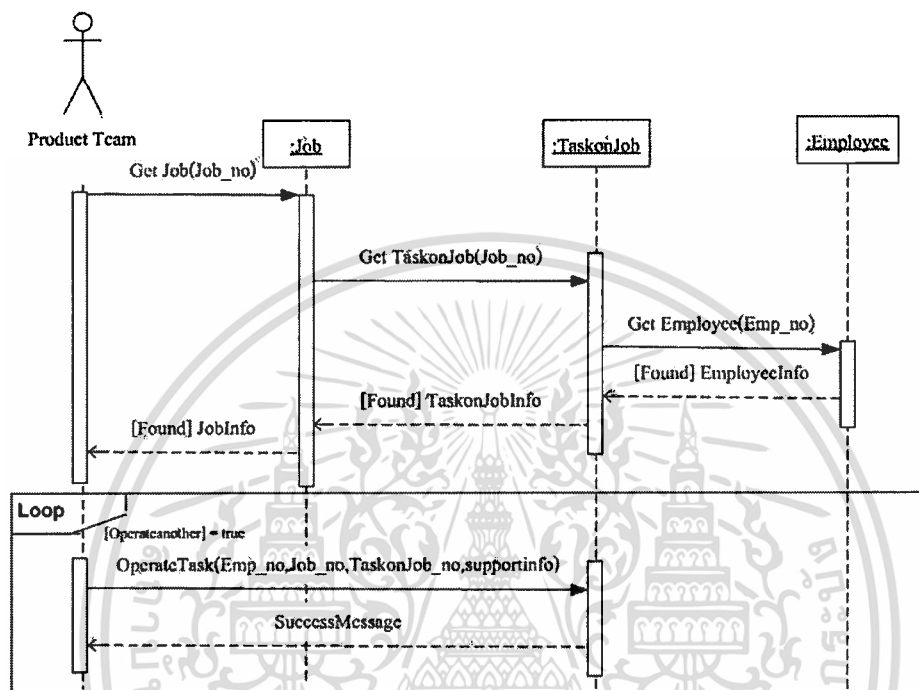 Product Team
:Job
:TaskonJob
:Employee
Get Job(Job_no)
Get TaskonJob(Job_no)
Get Employee(Emp_no)
[Found] EmployeeInfo
[Found] TaskonJobInfo
[Found] JobInfo
Loop
[Operateanother] = true
OperateTask(Emp_no,Job_no,TaskonJob_no,supportinfo)
SuccessMessage